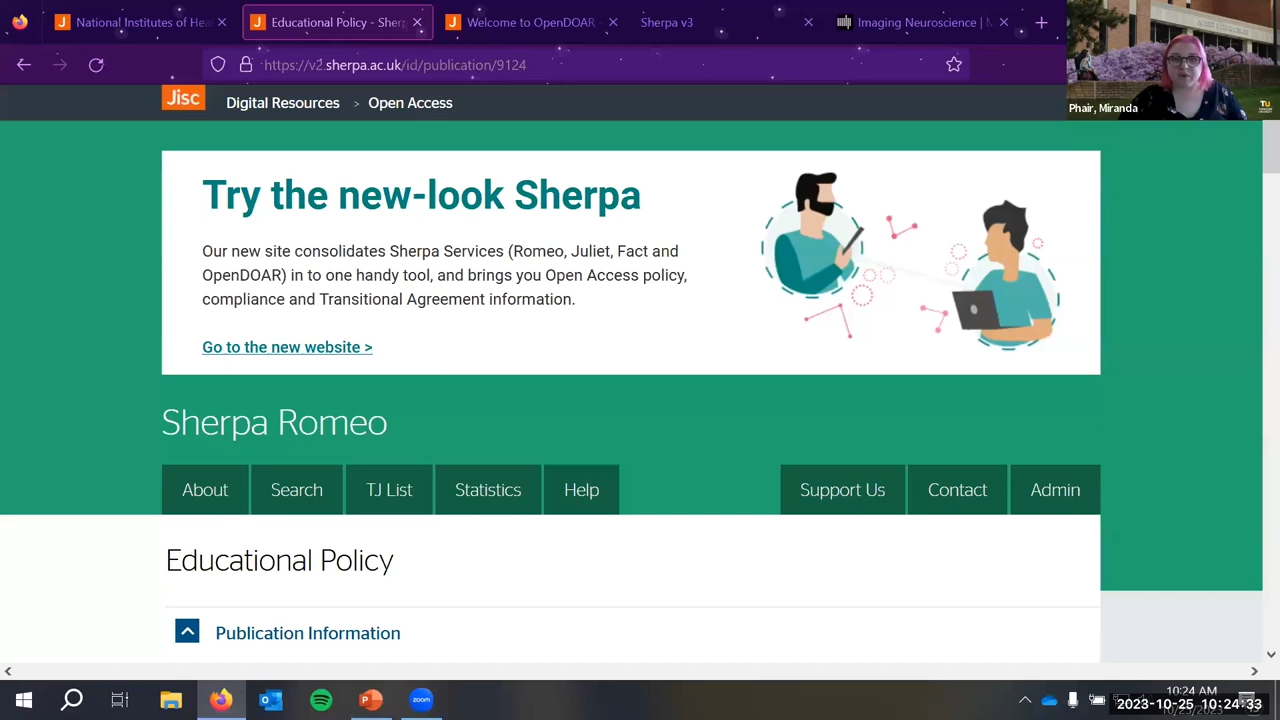 National Institutes of Hea
Educational Policy - Sherp
Welcome to OpenDOAR -
Sherpa v3
Imaging Neuroscience |
https://v2.sherpa.ac.uk/id/publication/9124
Phair, Miranda
TU
Jisc
Digital Resources > Open Access
Try the new-look Sherpa
Our new site consolidates Sherpa Services (Romeo, Juliet, Fact and
OpenDOAR) in to one handy tool, and brings you Open Access policy,
compliance and Transitional Agreement information.
Go to the new website >
Sherpa Romeo
About
Search
TJ List
Statistics
Help
Support Us
Contact
Admin
Educational Policy
Publication Information
zoom
10:24 AM
2023-10-25 10:24:33